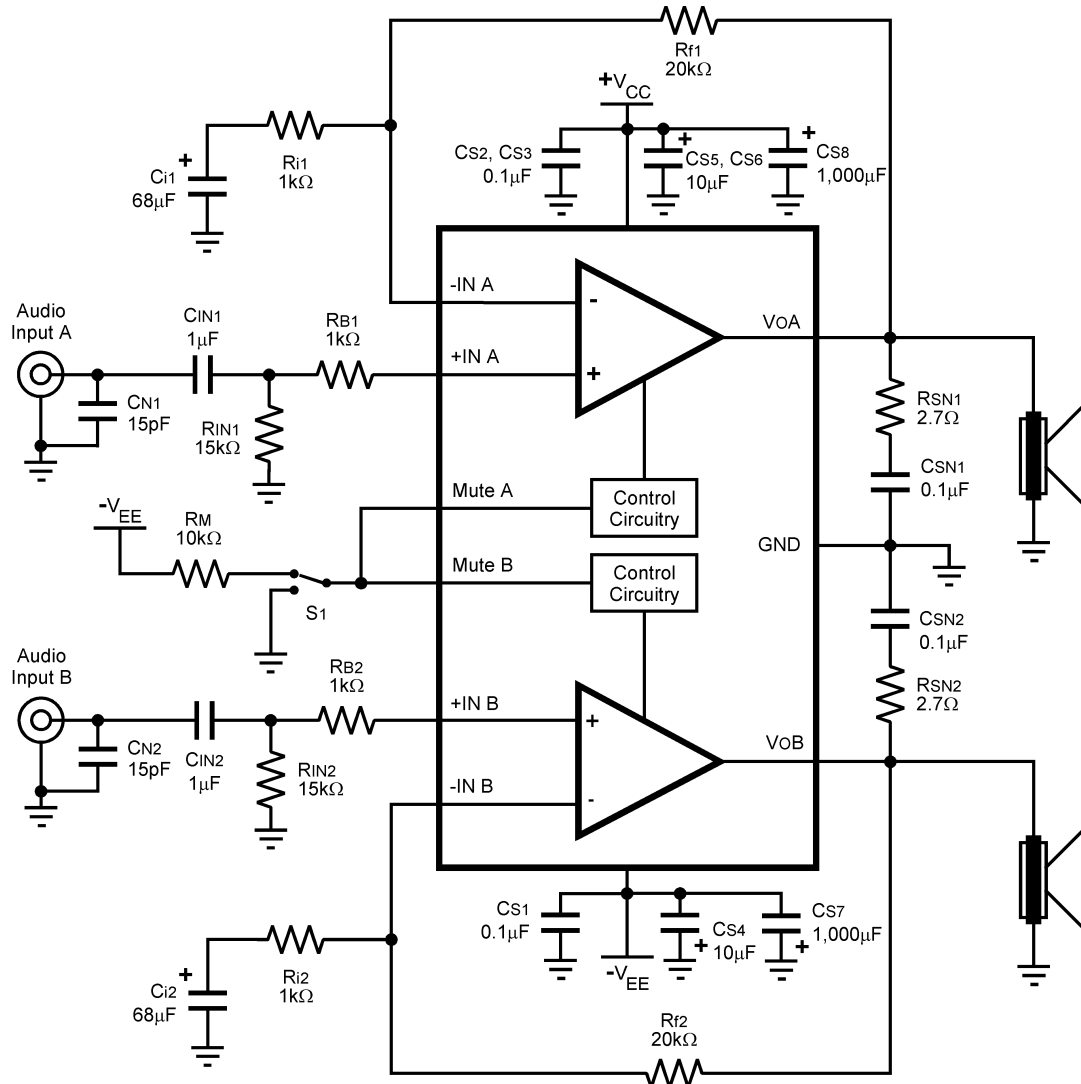 Rf1
20kΩ
+VCC
Ri1
1kΩ
+
Ci1
68µF
CS2, CS3
0.1µF
+
CS5, CS6
10µF
+
CS8
1,000µF
-IN A
-
Audio
Input A
CIN1
1µF
RB1
1kΩ
+IN A
+
VOA
CN1
15pF
RIN1
15kΩ
RSN1
2.7Ω
CSN1
0.1µF
Mute A
Control
Circuitry
-VEE
RM
10kΩ
S1
Mute B
Control
Circuitry
GND
CSN2
0.1µF
RSN2
2.7Ω
Audio
Input B
RB2
1kΩ
+IN B
+
VOB
CN2
15pF
CIN2
1µF
RIN2
15kΩ
-IN B
-
CS1
0.1µF
CS4
10µF
+
CS7
1,000µF
+
-VEE
Ri2
1kΩ
+
Ci2
68µF
Rf2
20kΩ